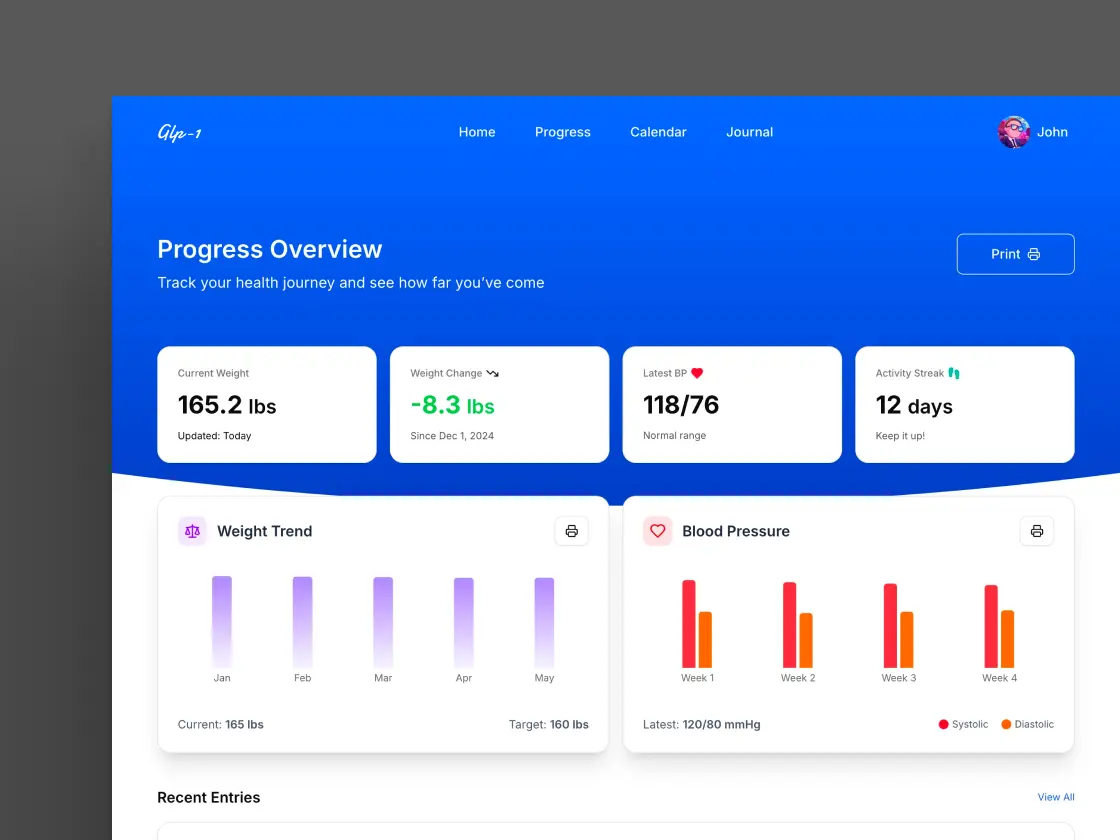 Glp-1
Home
Progress
Calendar
Journal
John
Progress Overview
Track your health journey and see how far you've come
Print
Current Weight
165.2 lbs
Updated: Today
Weight Change
-8.3 lbs
Since Dec 1, 2024
Latest BP
118/76
Normal range
Activity Streak
12 days
Keep it up!
Weight Trend
Jan
Feb
Mar
Apr
May
Current: 165 lbs
Target: 160 lbs
Blood Pressure
Week 1
Week 2
Week 3
Week 4
Latest: 120/80 mmHg
Systolic
Diastolic
Recent Entries
View All